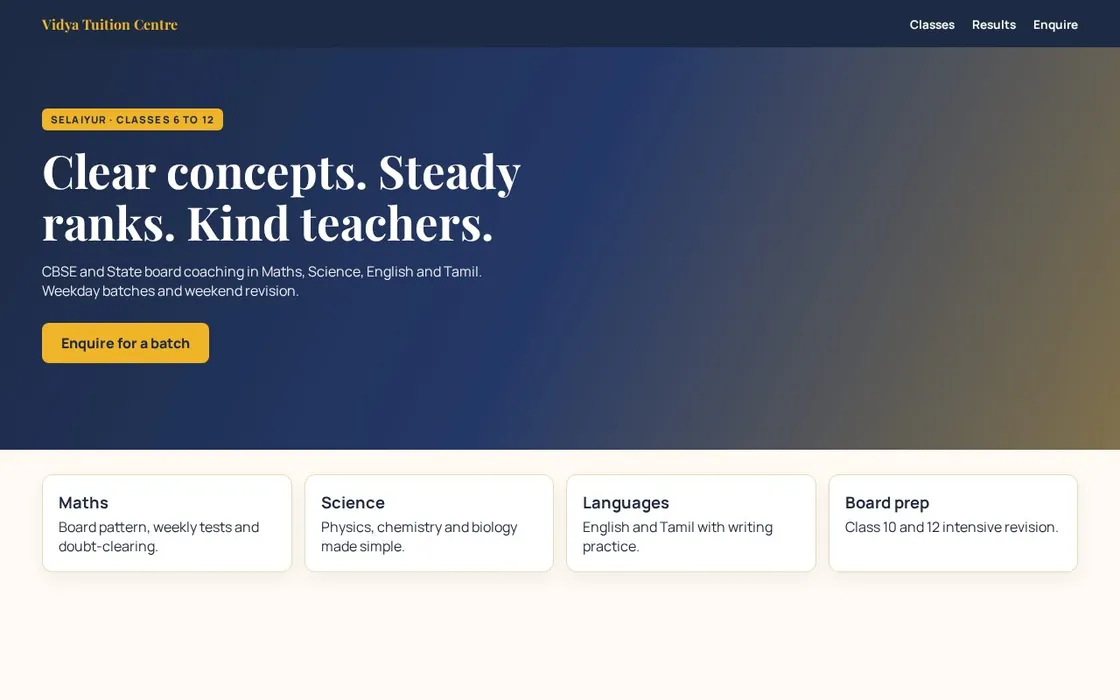 Vidya Tuition Centre
Classes Results Enquire
SELAIYUR · CLASSES 6 TO 12
Clear concepts. Steady
ranks. Kind teachers.
CBSE and State board coaching in Maths, Science, English and Tamil.
Weekday batches and weekend revision.
Enquire for a batch
Maths
Board pattern, weekly tests and
doubt-clearing.
Science
Physics, chemistry and biology
made simple.
Languages
English and Tamil with writing
practice.
Board prep
Class 10 and 12 intensive revision.